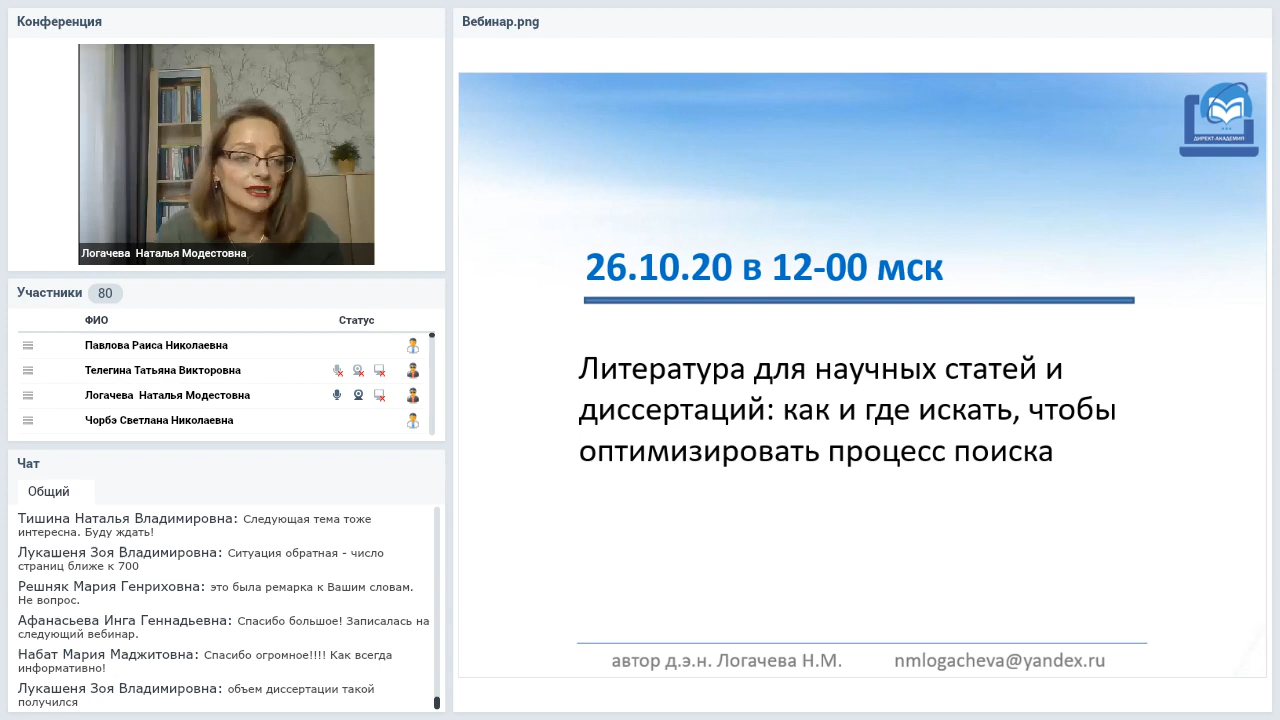 Конференция
Логачева Наталья Модестовна
Участники 80
ФИО Статус
Павлова Раиса Николаевна
Телегина Татьяна Викторовна
Логачева Наталья Модестовна
Чорбэ Светлана Николаевна
Чат
Общий
Тишина Наталья Владимировна: Следующая тема тоже
интересна. Буду ждать!
Лукашеня Зоя Владимировна: Ситуация обратная - число
страниц ближе к 700
Решняк Мария Генриховна: это была ремарка к Вашим словам.
Не вопрос.
Афанасьева Инга Геннадьевна: Спасибо большое! Записалась на
следующий вебинар.
Набат Мария Маджитовна: Спасибо огромное!!!! Как всегда
информативно!
Лукашеня Зоя Владимировна: объем диссертации такой
получился
Вебинар.png
ДИРЕКТ-АКАДЕМИЯ
26.10.20 в 12-00 мск
Литература для научных статей и
диссертаций: как и где искать, чтобы
оптимизировать процесс поиска
автор д.э.н. Логачева Н.М. nmlogacheva@yandex.ru